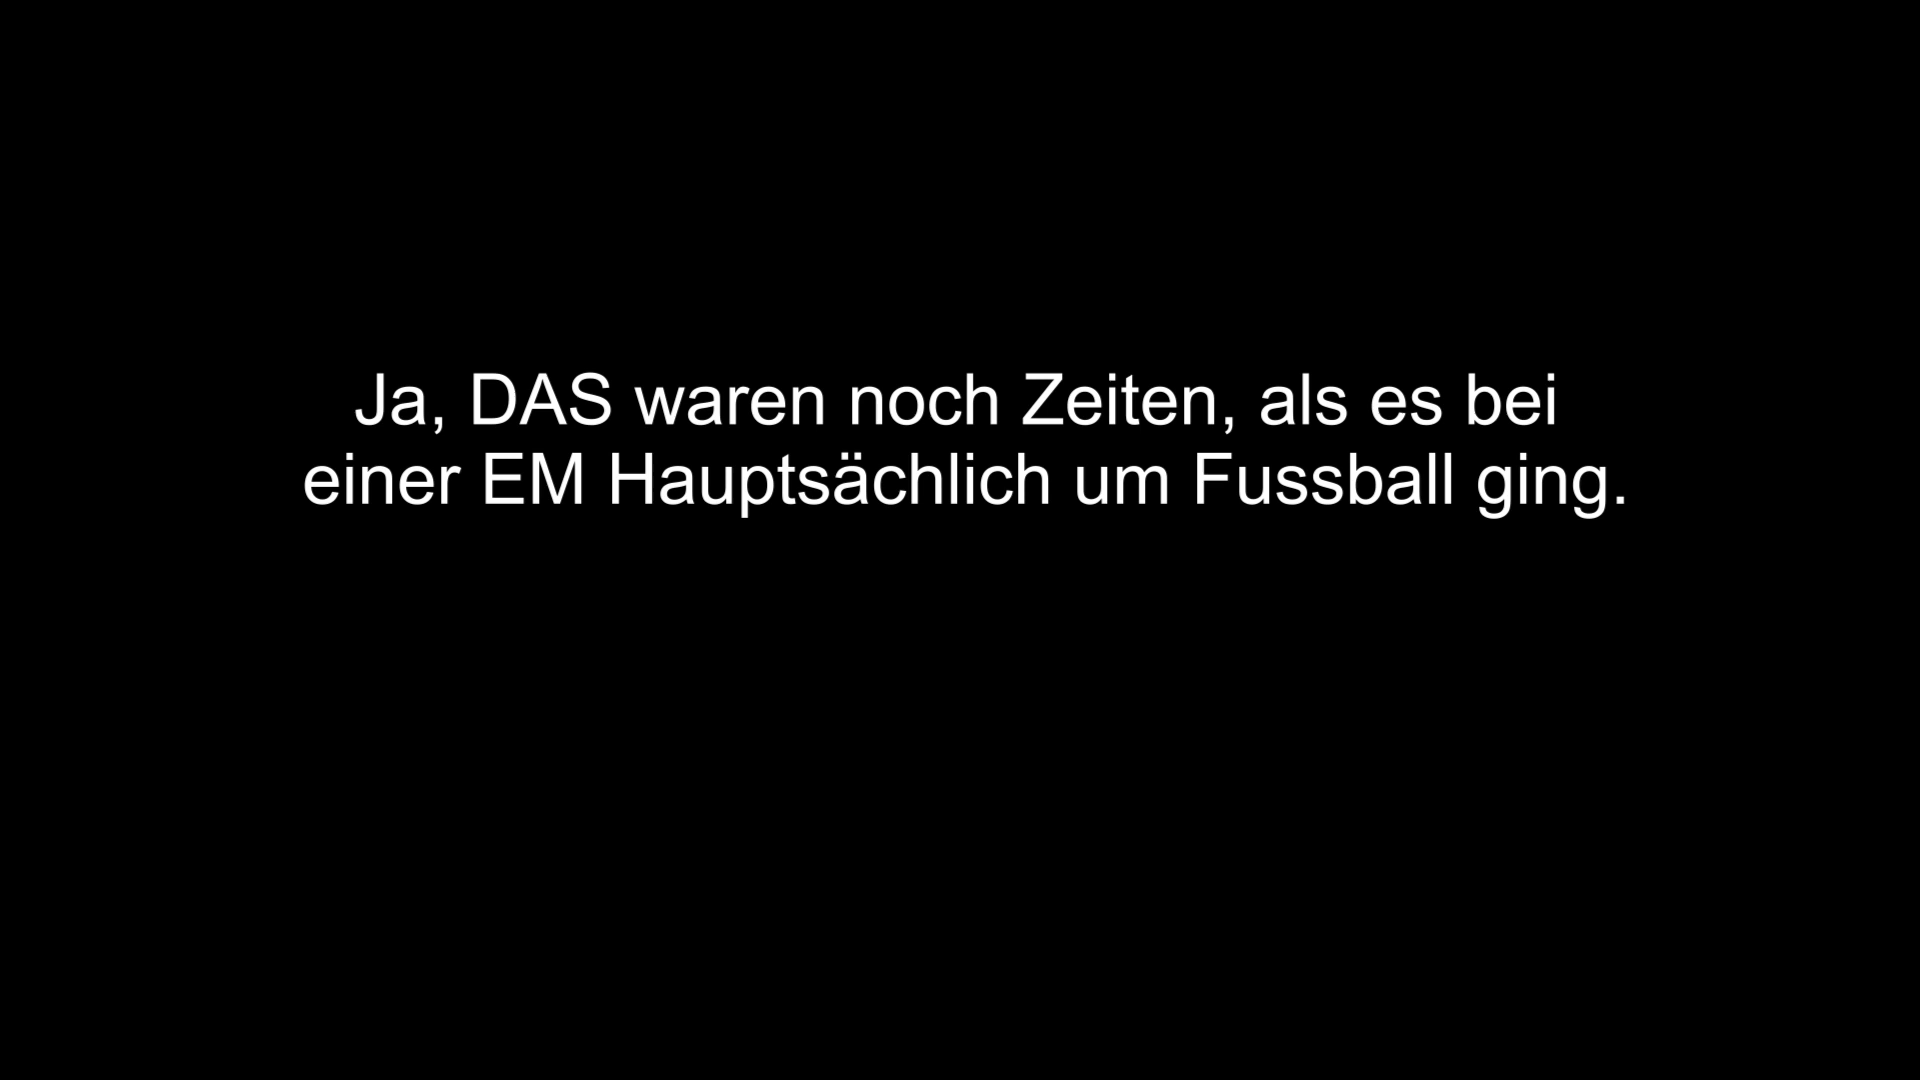 Ja, DAS waren noch Zeiten, als es bei
einer EM Hauptsächlich um Fussball ging.